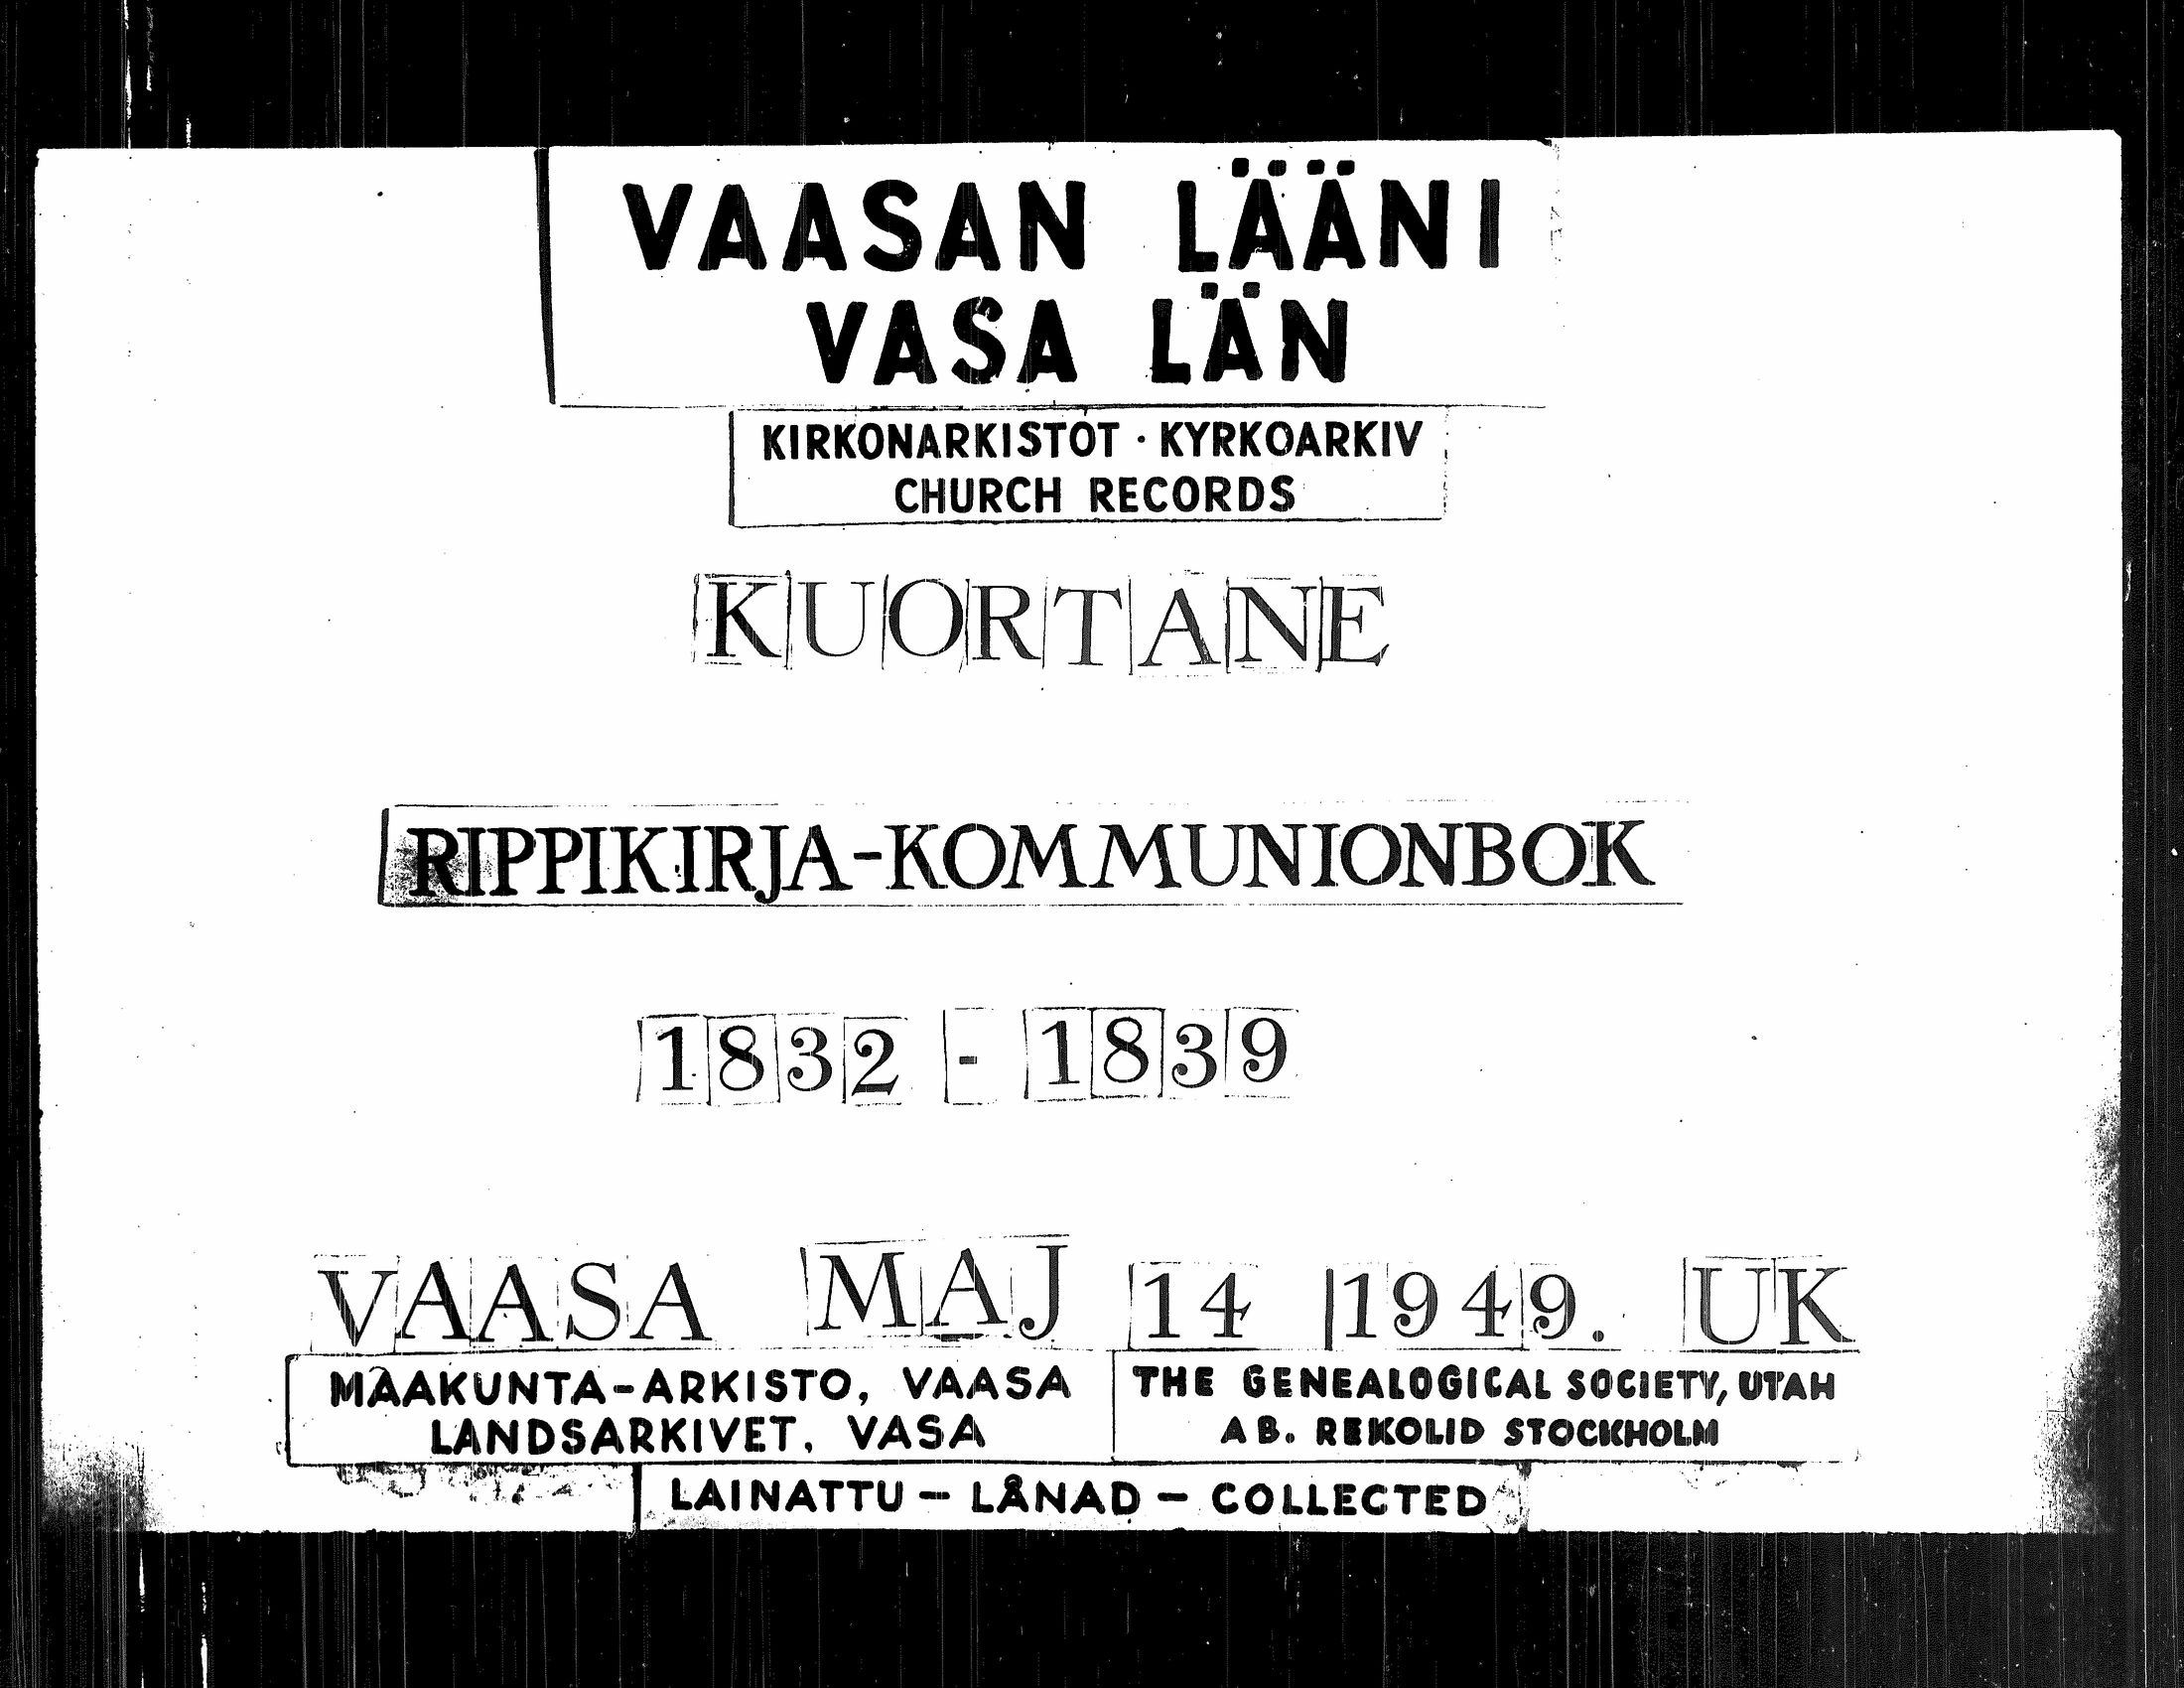 VAASAN LÄÄNI
VASA LÄN
KIRKONARKISTOT · KYRKOARKIV
CHURCH RECORDS
KUORTANE
RIPPIKIRJA-KOMMUNIONBOK
1832 - 1839
VAASA MAJ 14 1949. UK
MAAKUNTA-ARKISTO, VAASA
LANDSARKIVET, VASA
THE GENEALOGICAL SOCIETY, UTAH
AB. REKOLID STOCKHOLM
LAINATTU - LÅNAD - COLLECTED